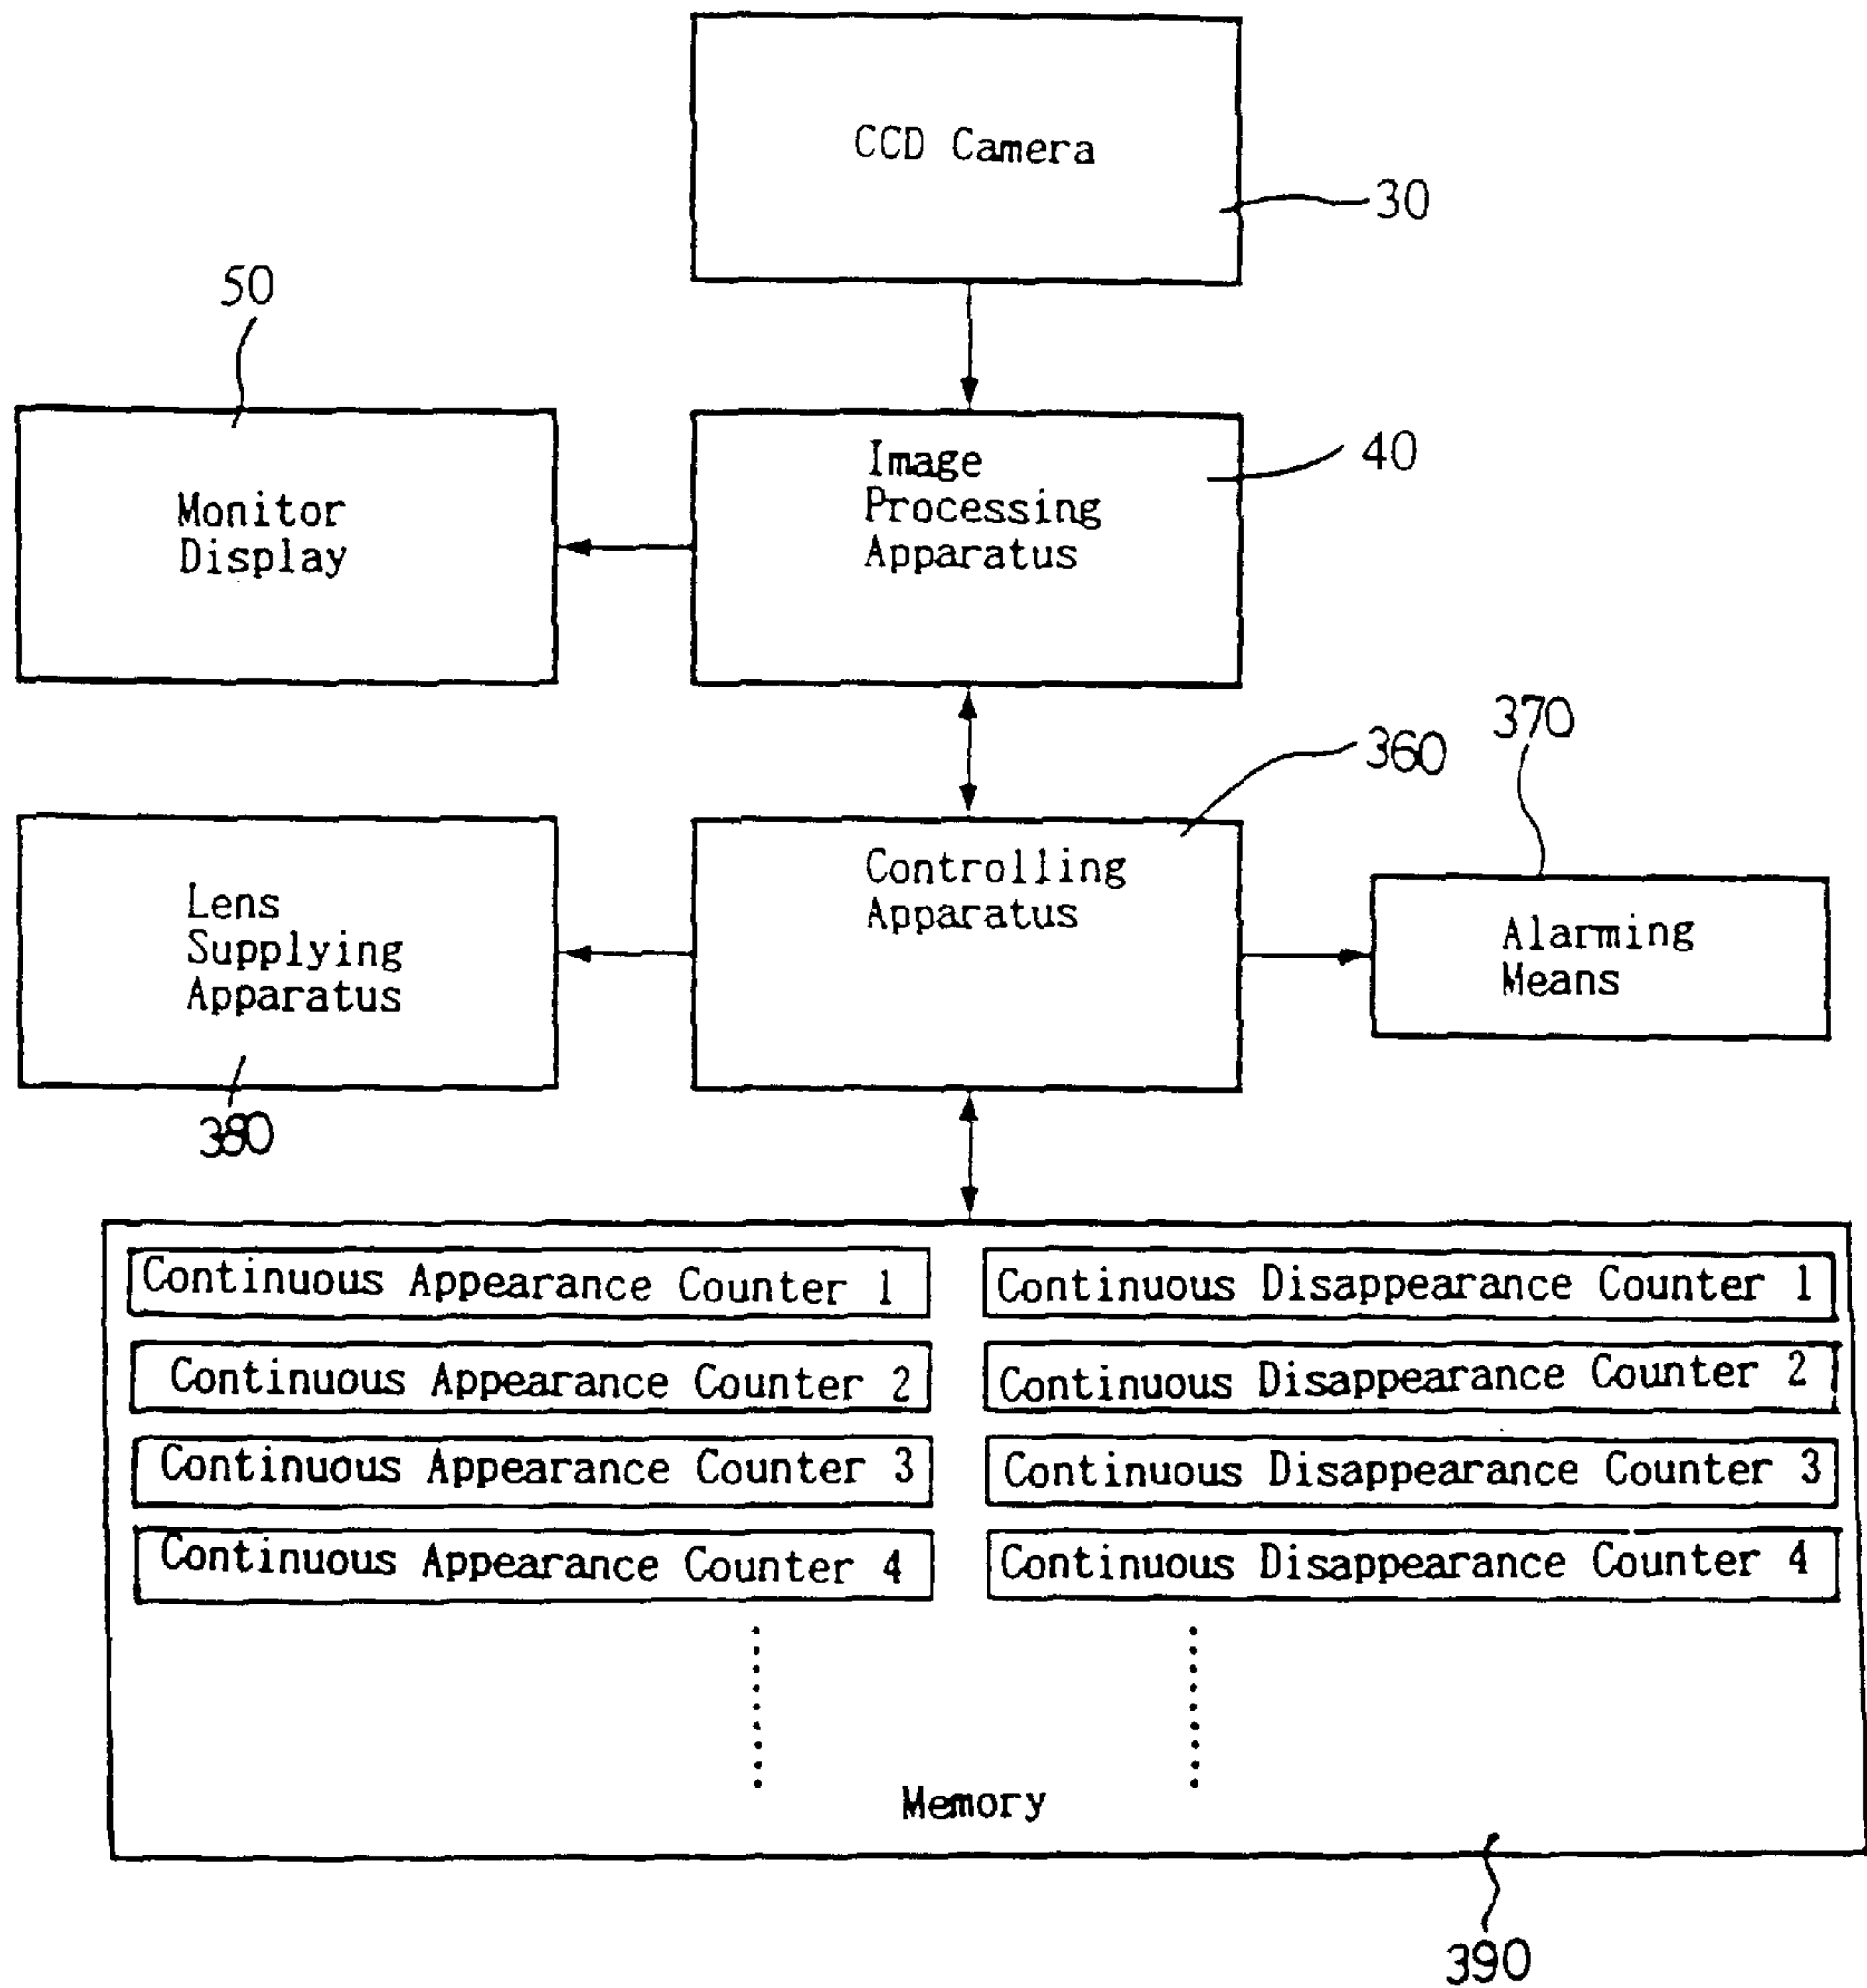 CCD Camera
30
50
Monitor
Display
Image
Processing
Apparatus
40
360
370
Lens
Supplying
Apparatus
380
Controlling
Apparatus
Alarming
Means
Continuous Appearance Counter 1
Continuous Disappearance Counter 1
Continuous Appearance Counter 2
Continuous Disappearance Counter 2
Continuous Appearance Counter 3
Continuous Disappearance Counter 3
Continuous Appearance Counter 4
Continuous Disappearance Counter 4
Memory
390